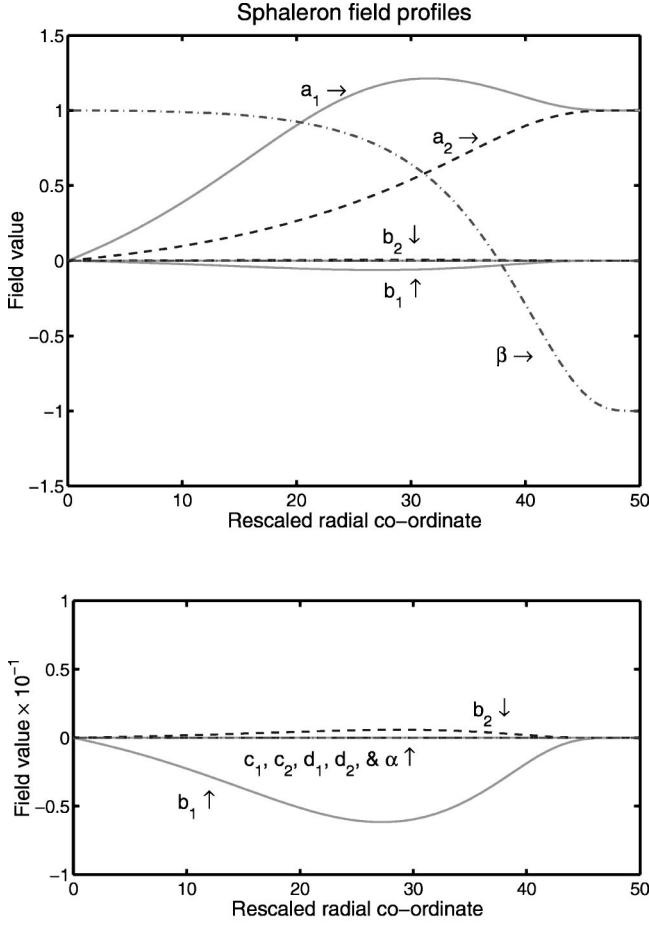 Sphaleron field profiles
1.5
1
0.5
0
−0.5
−1
−1.5
Field value
a₁ →
a₂ →
b₂ ↓
b₁ ↑
β →
0 10 20 30 40 50
Rescaled radial co−ordinate
1
0.5
0
−0.5
−1
Field value × 10⁻¹
b₂ ↓
c₁, c₂, d₁, d₂, & α ↑
b₁ ↑
0 10 20 30 40 50
Rescaled radial co−ordinate